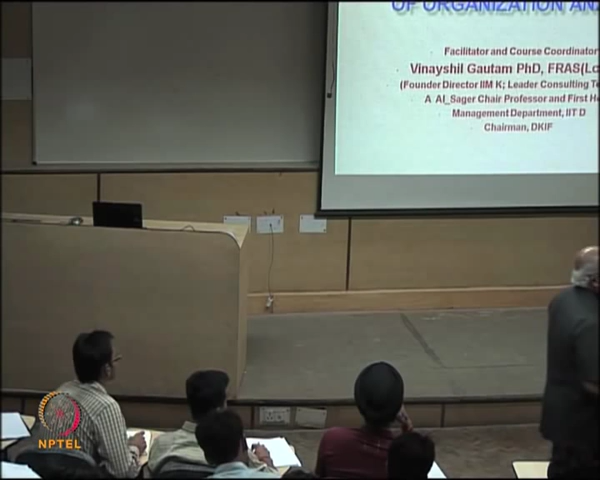 OF ORGANIZATION AN
Facilitator and Course Coordinator
Vinayshil Gautam PhD, FRAS(Lo
(Founder Director IIM K; Leader Consulting Te
A Al_Sager Chair Professor and First He
Management Department, IIT D
Chairman, DKIF
NPTEL